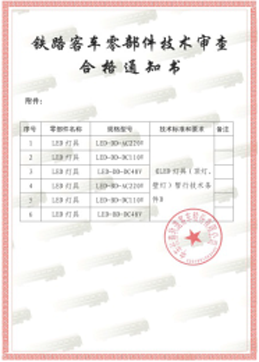 铁路客车零部件技术审查
合格通知书
附件：
序号 零部件名称 规格型号 技术标准和要求 备注
1 LED 灯具 LED-DD-AC220V
2 LED 灯具 LED-DD-DC110V
3 LED 灯具 LED-DD-DC48V 《LED 灯具（顶灯、
4 LED 灯具 LED-BD-AC220V 壁灯）暂行技术条
5 LED 灯具 LED-BD-DC110V 件》
6 LED 灯具 LED-BD-DC48V